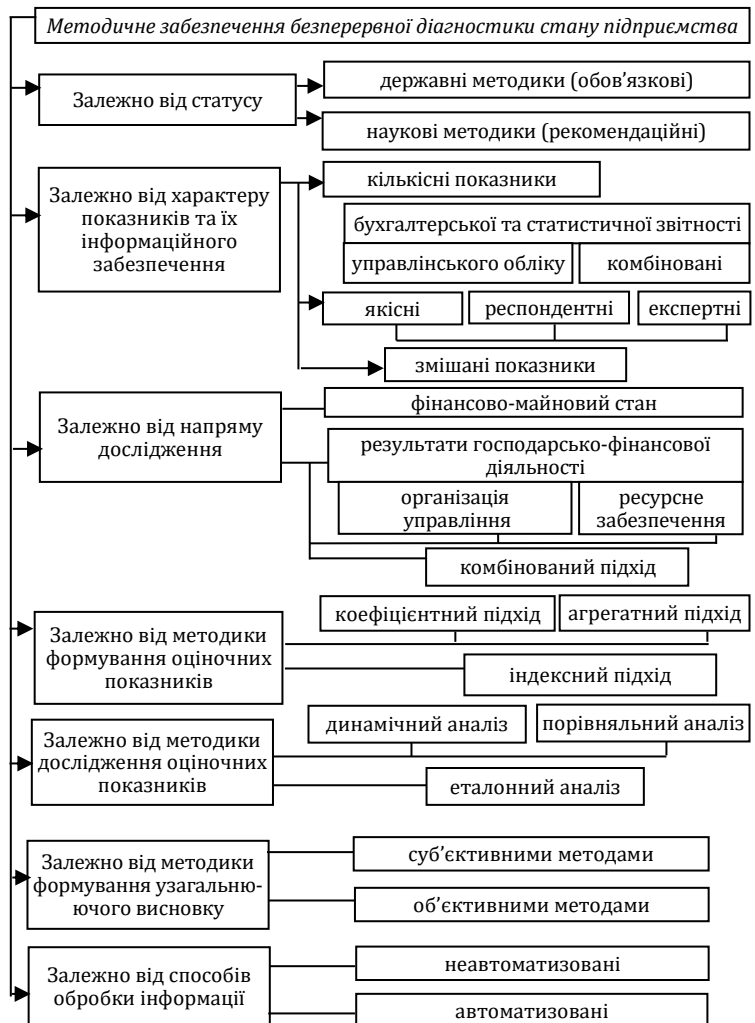 Методичне забезпечення безперервної діагностики стану підприємства
Залежно від статусу
державні методики (обов’язкові)
наукові методики (рекомендаційні)
Залежно від характеру
показників та їх
інформаційного
забезпечення
кількісні показники
бухгалтерської та статистичної звітності
управлінського обліку
комбіновані
якісні
респондентні
експертні
змішані показники
Залежно від напряму
дослідження
фінансово-майновий стан
результати господарсько-фінансової
діяльності
організація
управління
ресурсне
забезпечення
комбінований підхід
Залежно від методики
формування оціночних
показників
коефіцієнтний підхід
агрегатний підхід
індексний підхід
Залежно від методики
дослідження оціночних
показників
динамічний аналіз
порівняльний аналіз
еталонний аналіз
Залежно від методики
формування узагальню-
ючого висновку
суб’єктивними методами
об’єктивними методами
Залежно від способів
обробки інформації
неавтоматизовані
автоматизовані